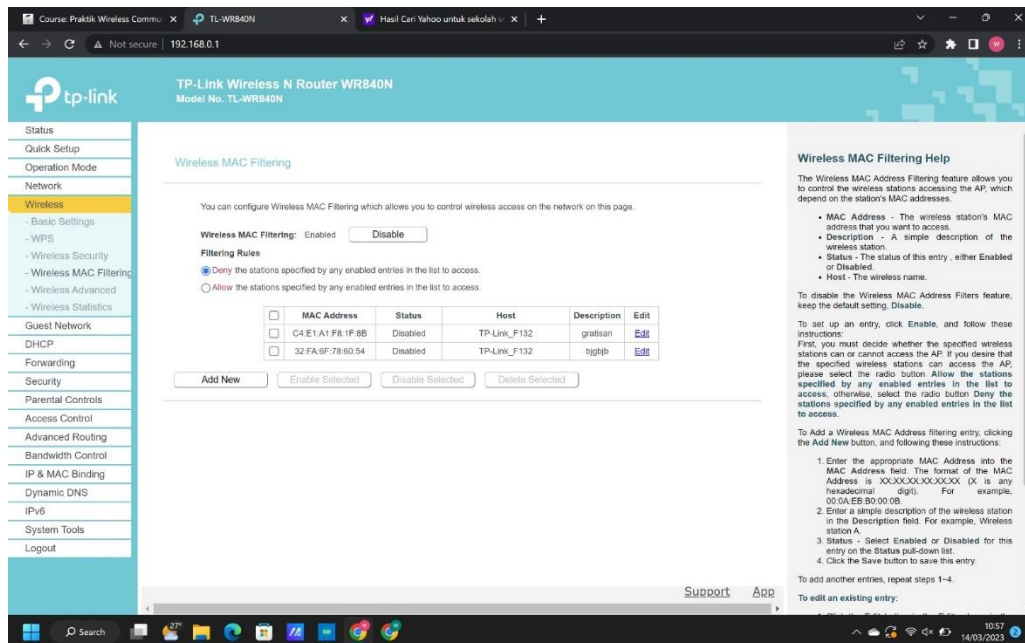 Course: Praktik Wireless Commu
TL-WR840N
Hasil Cari Yahoo untuk sekolah v
Not secure
192.168.0.1
tp-link
TP-Link Wireless N Router WR840N
Model No. TL-WR840N
Status
Quick Setup
Operation Mode
Network
Wireless
- Basic Settings
- WPS
- Wireless Security
- Wireless MAC Filtering
- Wireless Advanced
- Wireless Statistics
Guest Network
DHCP
Forwarding
Security
Parental Controls
Access Control
Advanced Routing
Bandwidth Control
IP & MAC Binding
Dynamic DNS
IPv6
System Tools
Logout
Wireless MAC Filtering
You can configure Wireless MAC Filtering which allows you to control wireless access on the network on this page.
Wireless MAC Filtering: Enabled Disable
Filtering Rules
Deny the stations specified by any enabled entries in the list to access.
Allow the stations specified by any enabled entries in the list to access.
MAC Address Status Host Description Edit
C4:E1:A1:F8:1F:8B Disabled TP-Link_F132 gratisan Edit
32:FA:6F:78:60:54 Disabled TP-Link_F132 bjgbjb Edit
Add New Enable Selected Disable Selected Delete Selected
Support App
Wireless MAC Filtering Help
The Wireless MAC Address Filtering feature allows you
to control the wireless stations accessing the AP, which
depend on the station's MAC addresses.
• MAC Address - The wireless station's MAC
address that you want to access.
• Description - A simple description of the
wireless station.
• Status - The status of this entry , either Enabled
or Disabled.
• Host - The wireless name.
To disable the Wireless MAC Address Filters feature,
keep the default setting, Disable.
To set up an entry, click Enable, and follow these
instructions:
First, you must decide whether the specified wireless
stations can or cannot access the AP. If you desire that
the specified wireless stations can access the AP,
please select the radio button Allow the stations
specified by any enabled entries in the list to
access, otherwise, select the radio button Deny the
stations specified by any enabled entries in the list
to access.
To Add a Wireless MAC Address filtering entry, clicking
the Add New button, and following these instructions:
1. Enter the appropriate MAC Address into the
MAC Address field. The format of the MAC
Address is XX:XX:XX:XX:XX:XX (X is any
hexadecimal digit). For example,
00:0A:EB:B0:00:0B.
2. Enter a simple description of the wireless station
in the Description field. For example, Wireless
station A.
3. Status - Select Enabled or Disabled for this
entry on the Status pull-down list.
4. Click the Save button to save this entry.
To add another entries, repeat steps 1~4.
To edit an existing entry:
Search
27°
10:57
14/03/2023